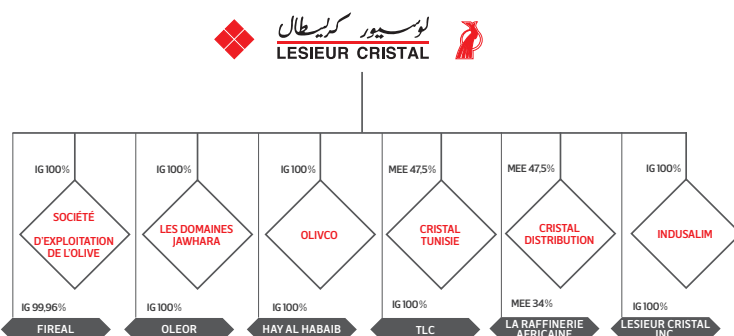 لوسيور كريسطال
LESIEUR CRISTAL
IG 100%
IG 100%
IG 100%
MEE 47,5%
MEE 47,5%
IG 100%
SOCIÉTÉ
D'EXPLOITATION
DE L'OLIVE
LES DOMAINES
JAWHARA
OLIVCO
CRISTAL
TUNISIE
CRISTAL
DISTRIBUTION
INDUSALIM
IG 99,96%
IG 100%
IG 100%
IG 100%
MEE 34%
IG 100%
FIREAL
OLEOR
HAY AL HABAIB
TLC
LA RAFFINERIE
AFRICAINE
LESIEUR CRISTAL
INC